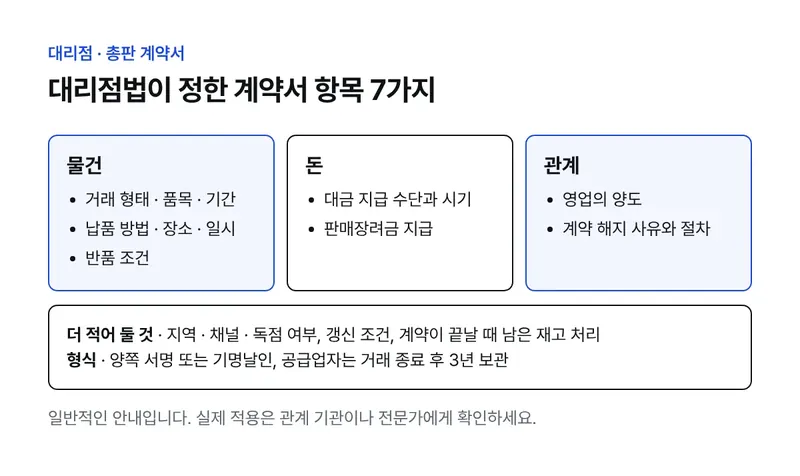 대리점 · 총판 계약서
대리점법이 정한 계약서 항목 7가지
물건
• 거래 형태 · 품목 · 기간
• 납품 방법 · 장소 · 일시
• 반품 조건
돈
• 대금 지급 수단과 시기
• 판매장려금 지급
관계
• 영업의 양도
• 계약 해지 사유와 절차
더 적어 둘 것 · 지역 · 채널 · 독점 여부, 갱신 조건, 계약이 끝날 때 남은 재고 처리
형식 · 양쪽 서명 또는 기명날인, 공급업자는 거래 종료 후 3년 보관
일반적인 안내입니다. 실제 적용은 관계 기관이나 전문가에게 확인하세요.